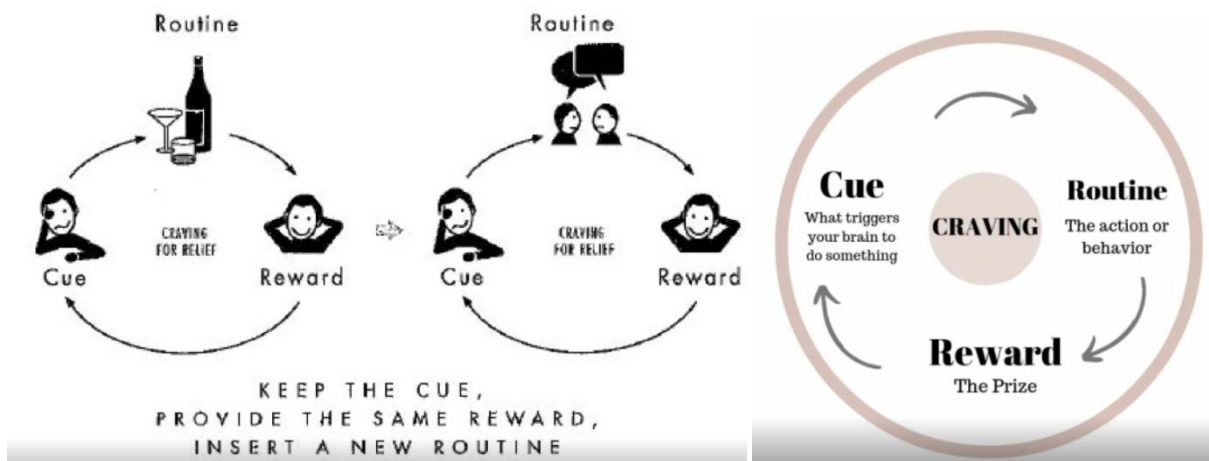 Routine
CRAVING
FOR RELIEF
Cue
Reward
Routine
CRAVING
FOR RELIEF
Cue
Reward
KEEP THE CUE,
PROVIDE THE SAME REWARD,
INSERT A NEW ROUTINE
Cue
What triggers
your brain to
do something
CRAVING
Routine
The action or
behavior
Reward
The Prize